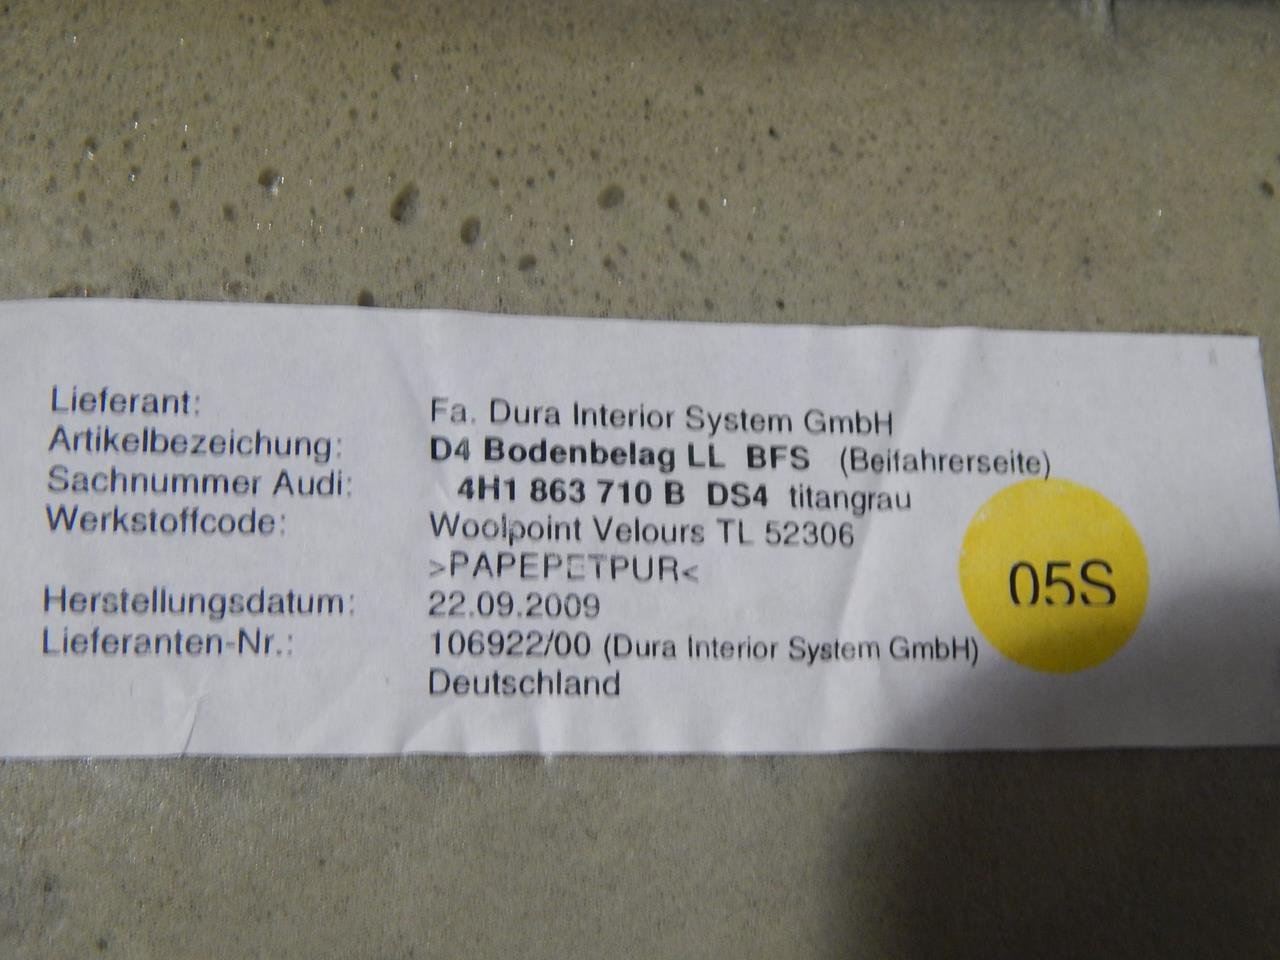 Lieferant: Fa. Dura Interior System GmbH
Artikelbezeichung: D4 Bodenbelag LL BFS (Beifahrerseite)
Sachnummer Audi: 4H1 863 710 B DS4 titangrau
Werkstoffcode: Woolpoint Velours TL 52306
>PAPEPETPUR<
Herstellungsdatum: 22.09.2009
Lieferanten-Nr.: 106922/00 (Dura Interior System GmbH)
Deutschland
05S